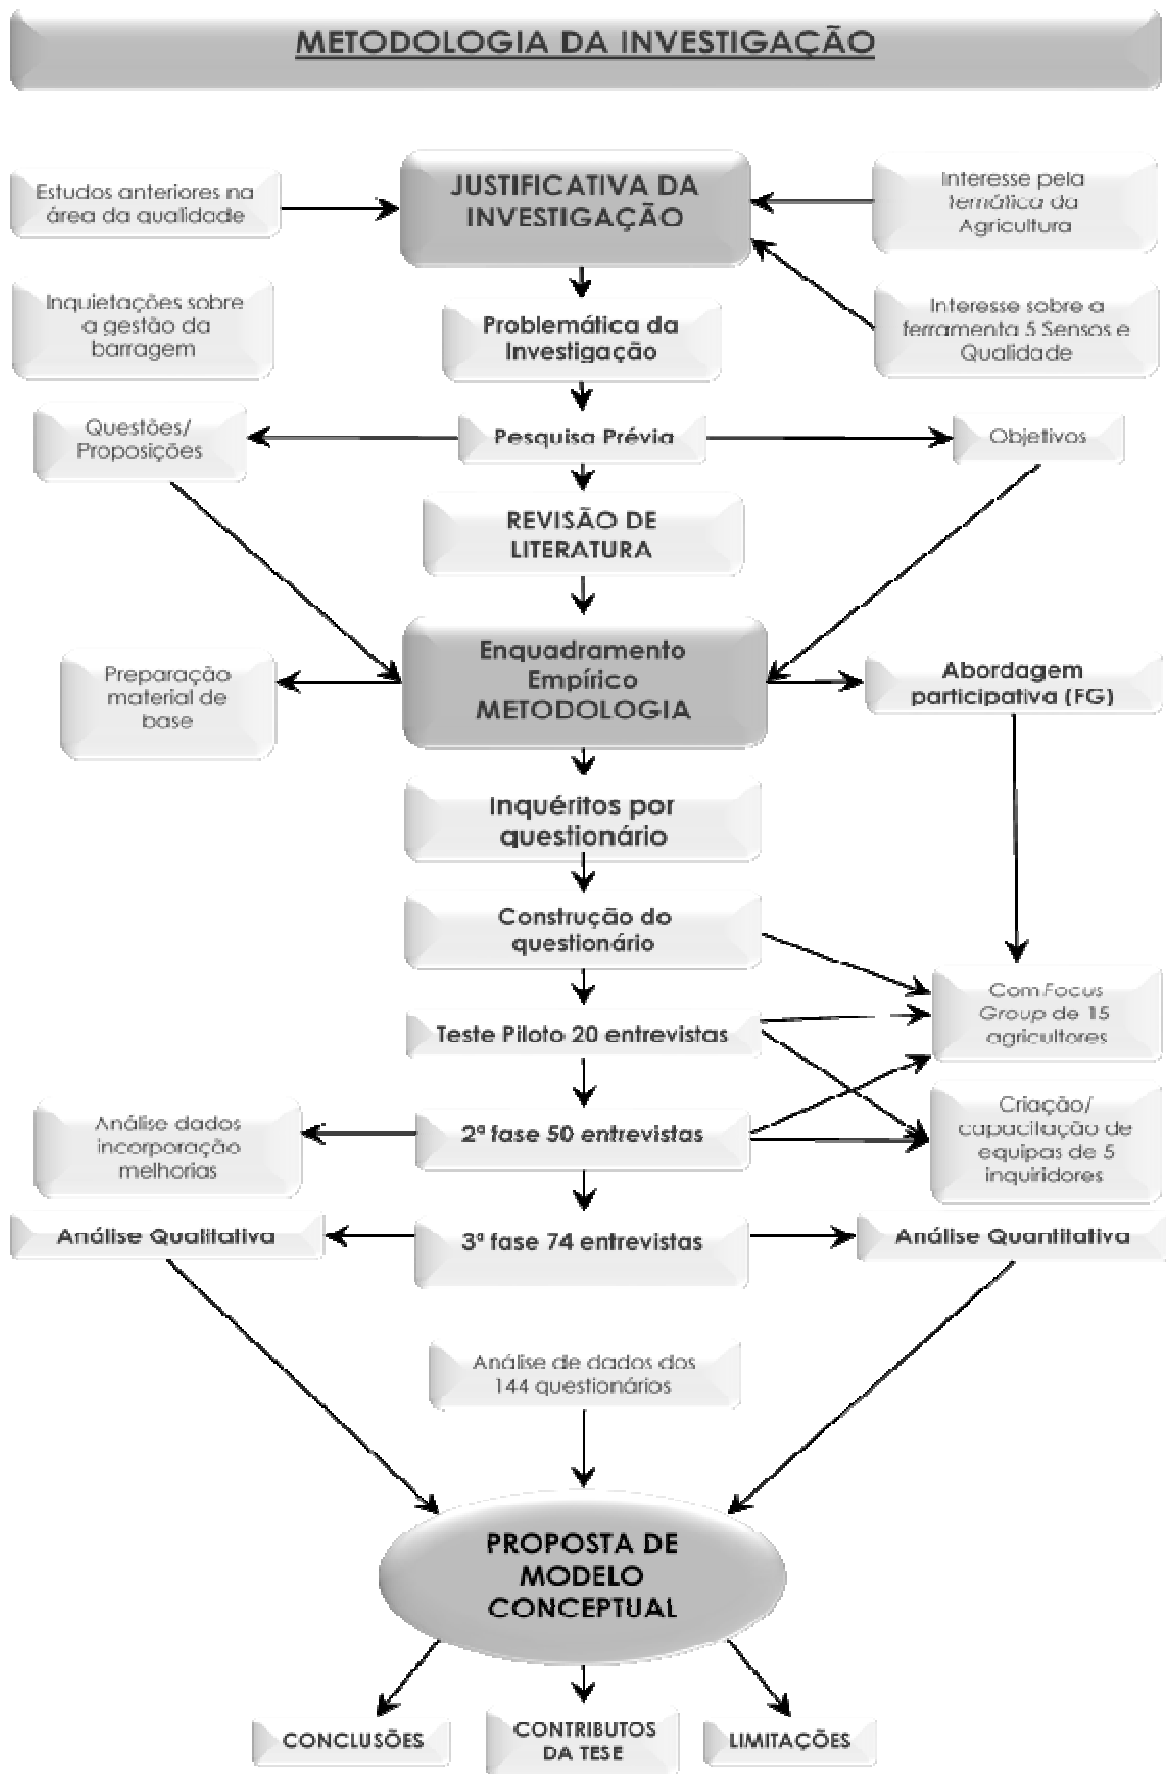 METODOLOGIA DA INVESTIGAÇÃO
Estudos anteriores na
área da qualidade
JUSTIFICATIVA DA
INVESTIGAÇÃO
Interesse pela
temática da
Agricultura
Inquietações sobre
a gestão da
barragem
Problemática da
Investigação
Interesse sobre a
ferramenta 5 Sensos e
Qualidade
Questões/
Proposições
Pesquisa Prévia
Objetivos
REVISÃO DE
LITERATURA
Preparação
material de
base
Enquadramento
Empírico
METODOLOGIA
Abordagem
participativa (FG)
Inquéritos por
questionário
Construção do
questionário
Com Focus
Group de 15
agricultores
Teste Piloto 20 entrevistas
Análise dados
incorporação
melhorias
2ª fase 50 entrevistas
Criação/
capacitação de
equipas de 5
inquiridores
Análise Qualitativa
3ª fase 74 entrevistas
Análise Quantitativa
Análise de dados dos
144 questionários
PROPOSTA DE
MODELO
CONCEPTUAL
CONCLUSÕES
CONTRIBUTOS
DA TESE
LIMITAÇÕES